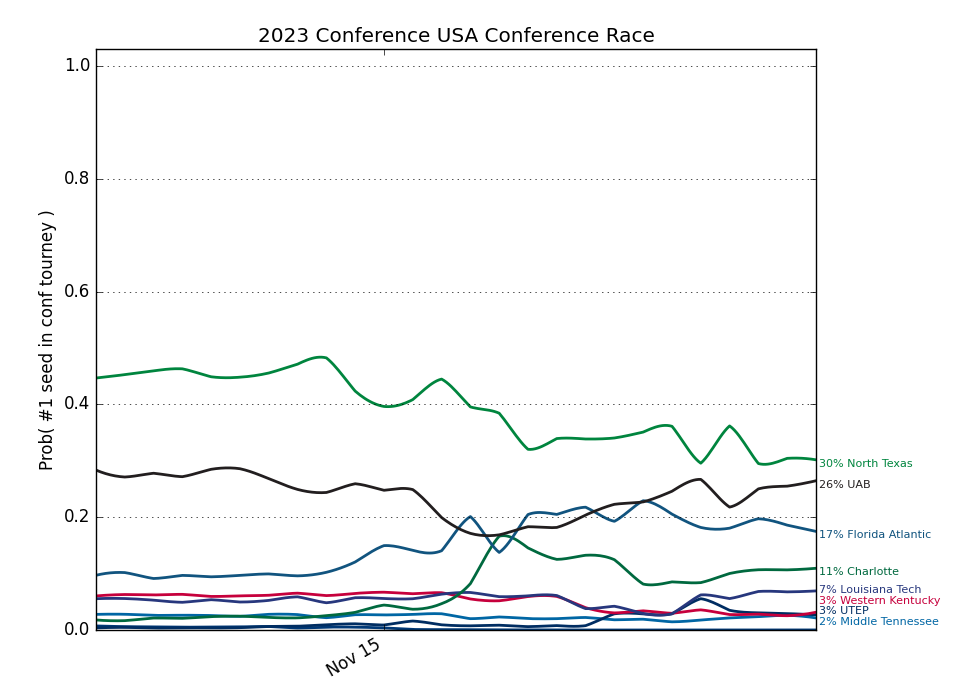 2023 Conference USA Conference Race
1.0
0.8
0.6
0.4
0.2
0.0
Prob( #1 seed in conf tourney )
Nov 15
30% North Texas
26% UAB
17% Florida Atlantic
11% Charlotte
7% Louisiana Tech
3% Western Kentucky
3% UTEP
2% Middle Tennessee